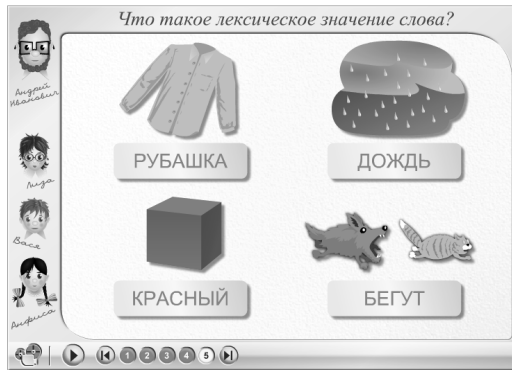 Что такое лексическое значение слова?
Андрей
Иванович
Лиза
Вася
Анфиса
РУБАШКА
ДОЖДЬ
КРАСНЫЙ
БЕГУТ
1 2 3 4 5